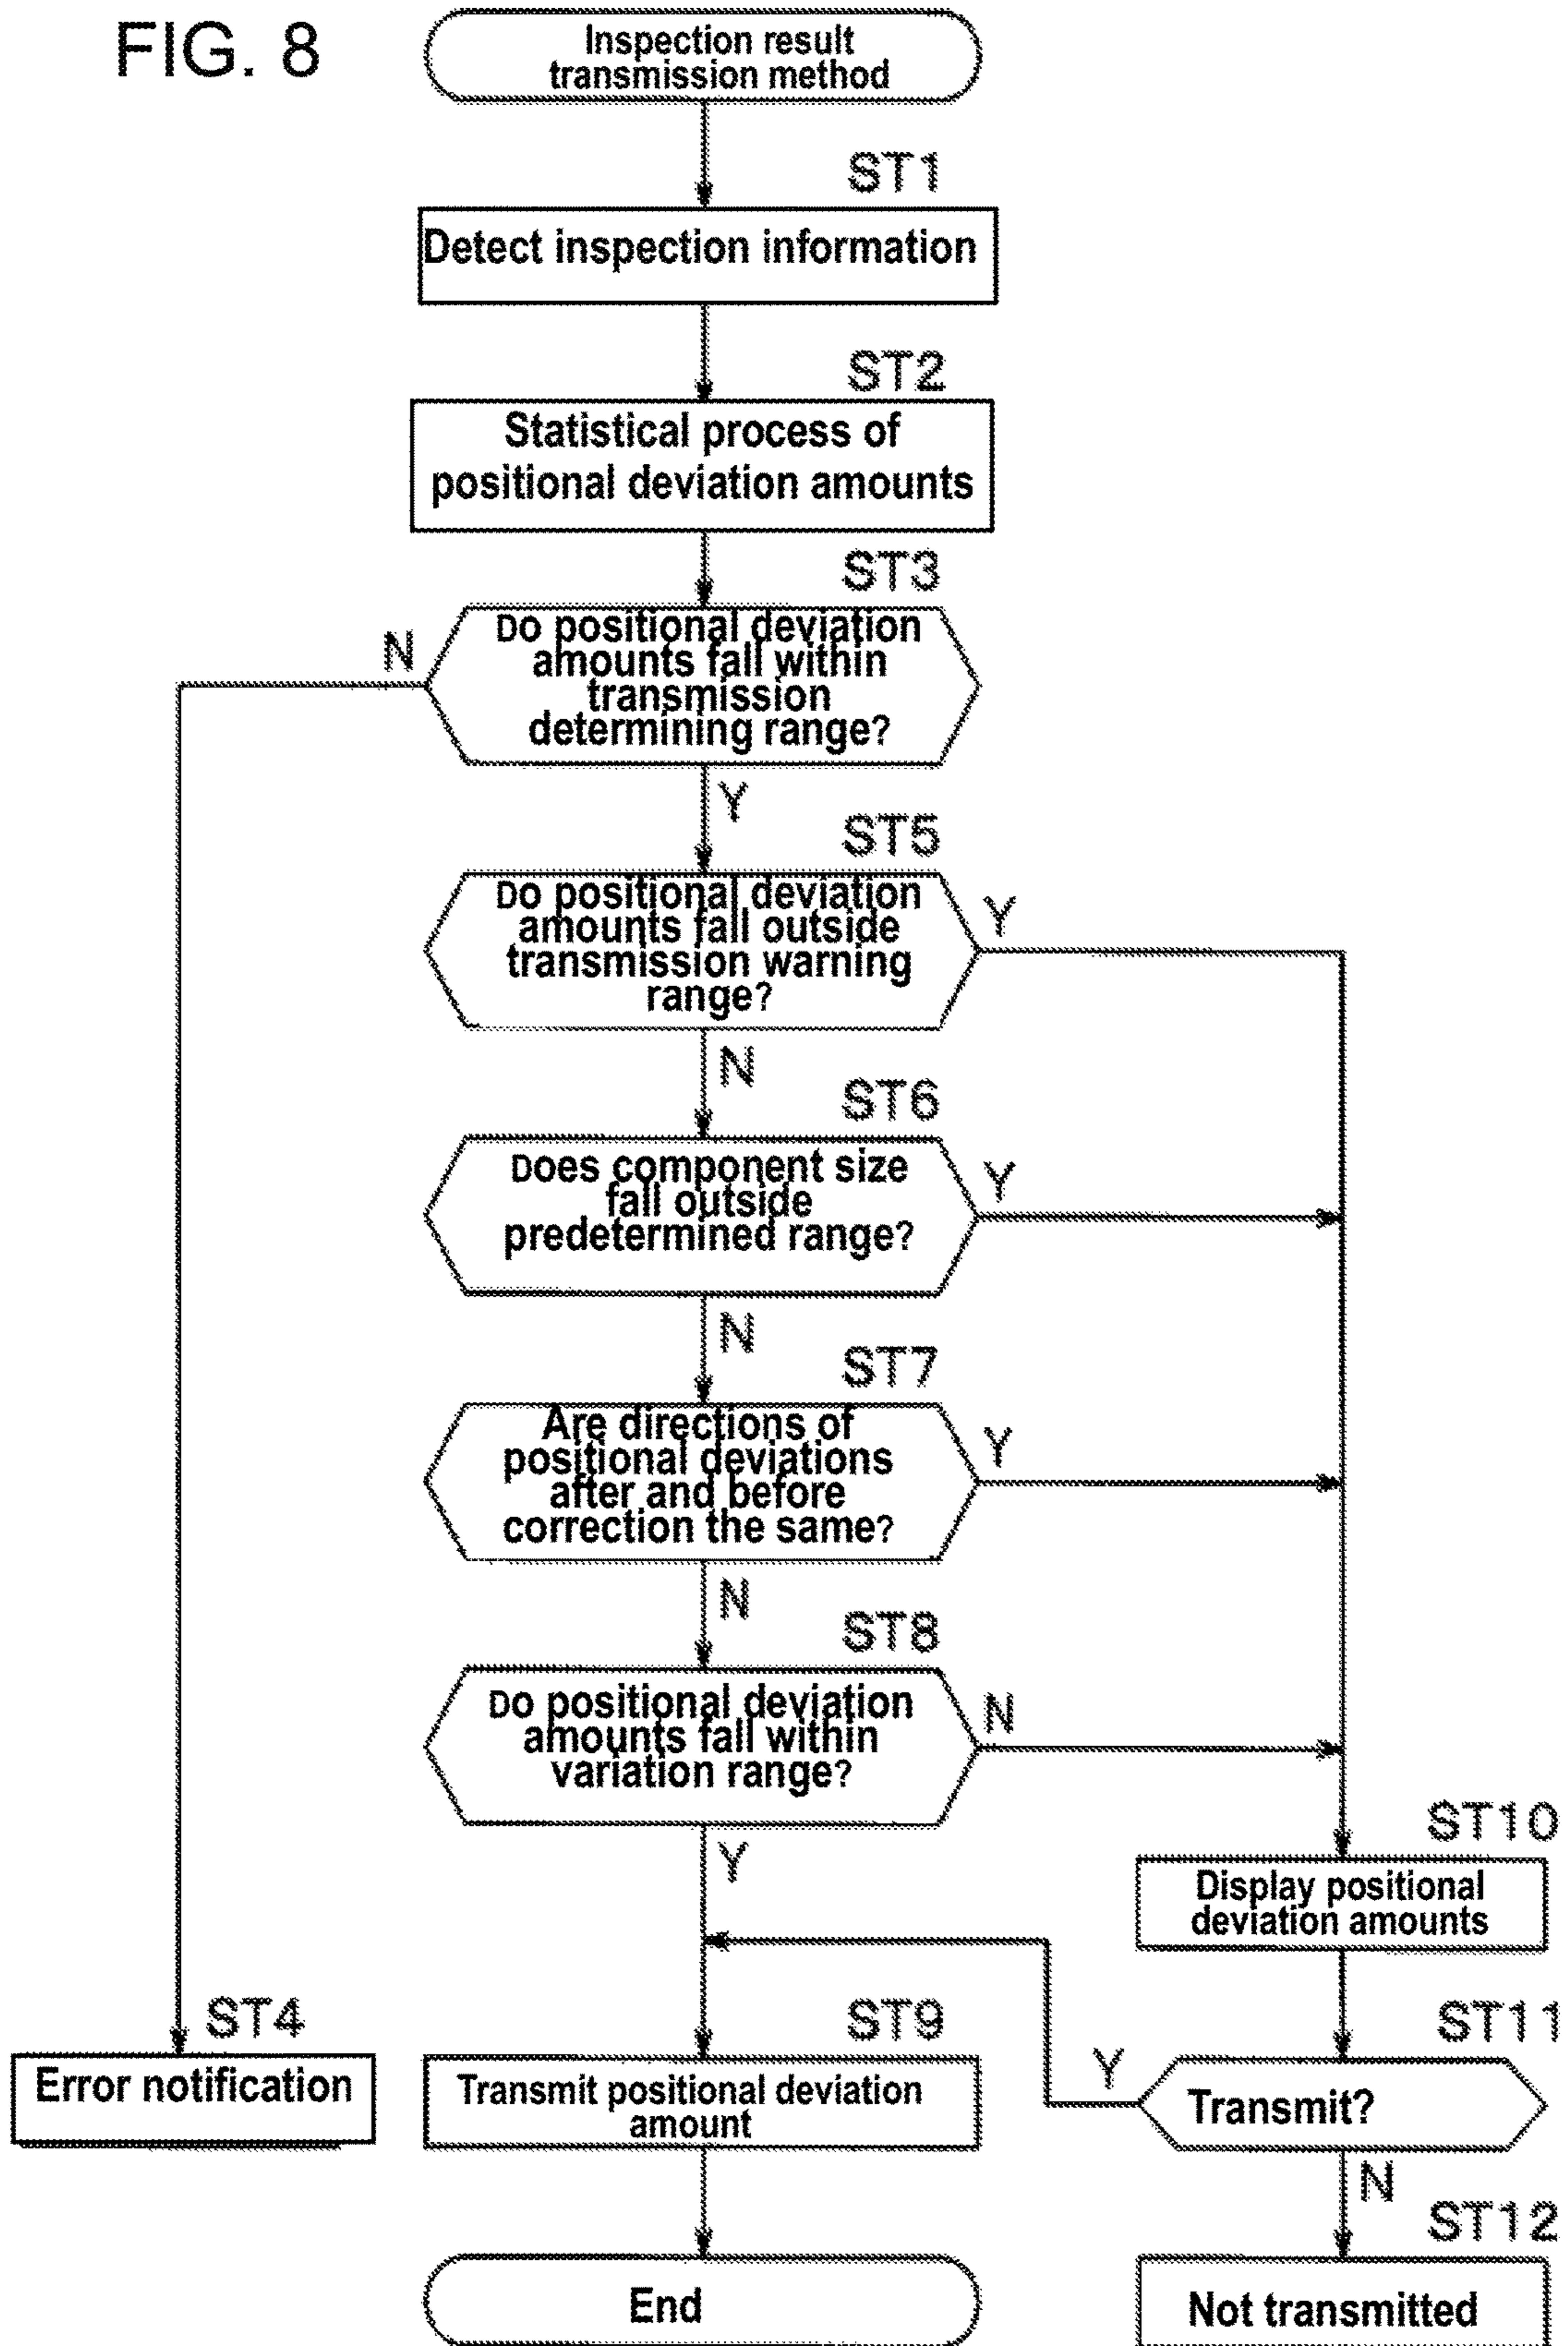 FIG. 8
Inspection result
transmission method
ST1
Detect inspection information
ST2
Statistical process of
positional deviation amounts
ST3
Do positional deviation
amounts fall within
transmission
determining range?
N
Y
ST5
Do positional deviation
amounts fall outside
transmission warning
range?
Y
N
ST6
Does component size
fall outside
predetermined range?
Y
N
ST7
Are directions of
positional deviations
after and before
correction the same?
Y
N
ST8
Do positional deviation
amounts fall within
variation range?
N
Y
ST10
Display positional
deviation amounts
ST4
Error notification
ST9
Transmit positional deviation
amount
ST11
Transmit?
Y
N
ST12
Not transmitted
End